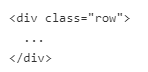 <div class="row">
  ...
</div>